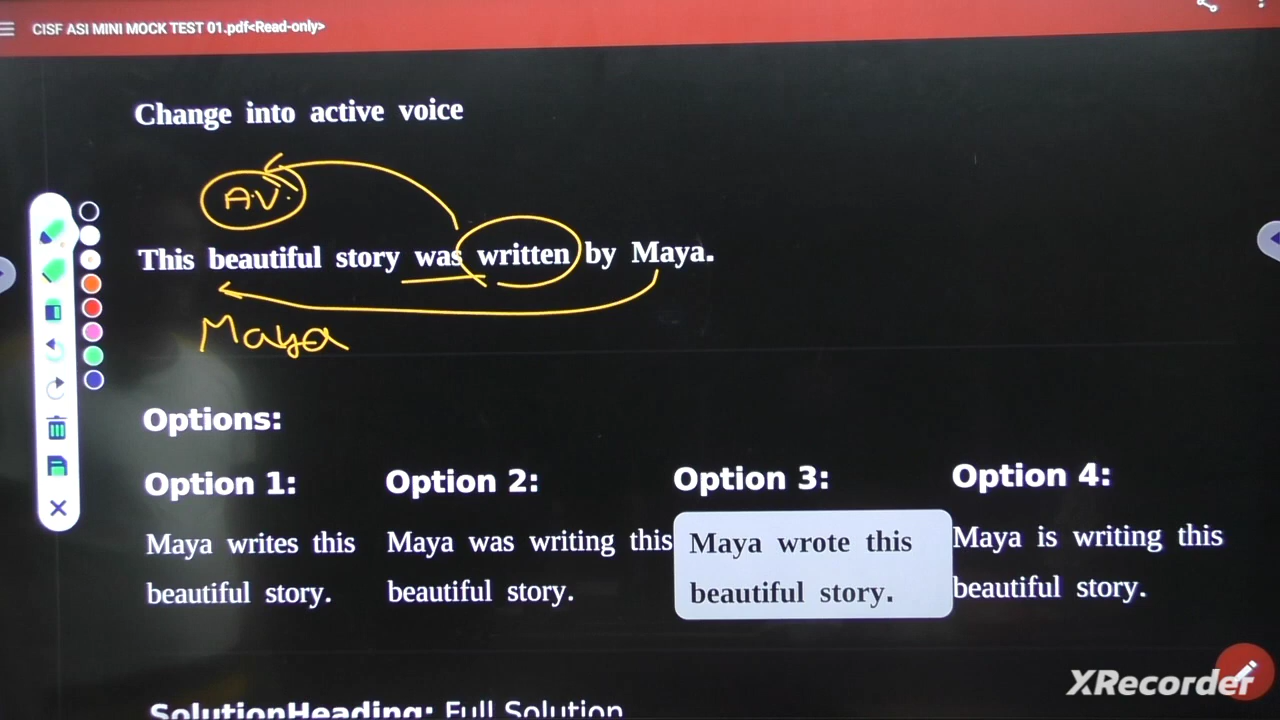 CISF ASI MINI MOCK TEST 01.pdf<Read-only>
Change into active voice
A.V.
This beautiful story was written by Maya.
Maya
Options:
Option 1:
Maya writes this
beautiful story.
Option 2:
Maya was writing this
beautiful story.
Option 3:
Maya wrote this
beautiful story.
Option 4:
Maya is writing this
beautiful story.
SolutionHeading: Full Solution
XRecorder